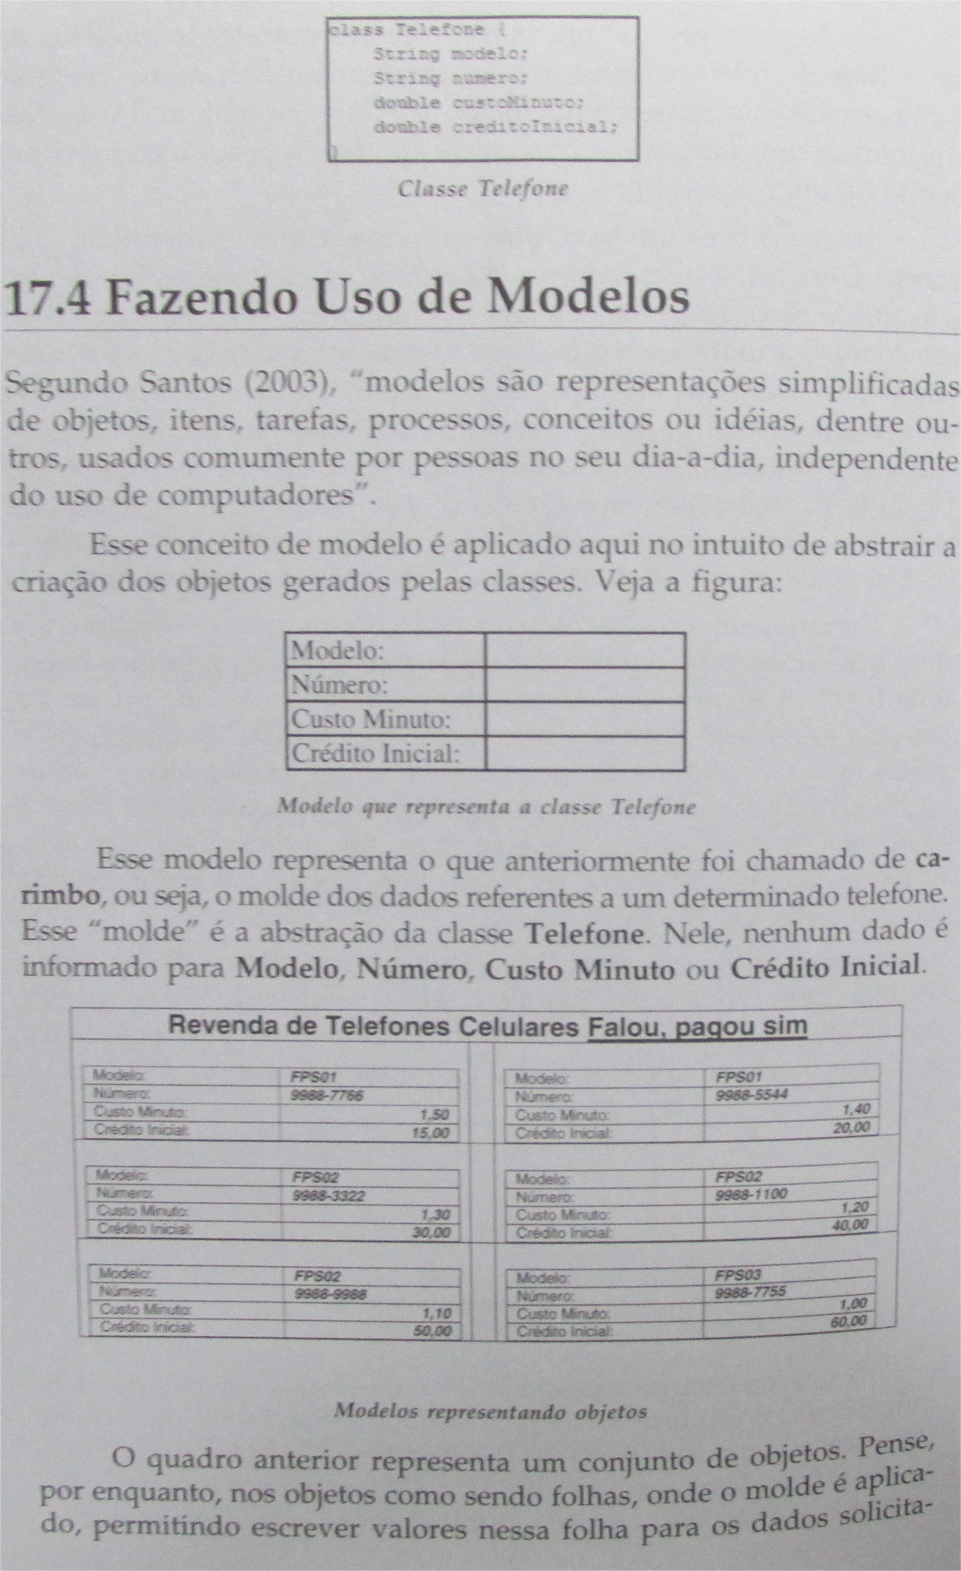 class Telefone {
String modelo;
String numero;
double custoMinuto;
double creditoInicial;
}
Classe Telefone
17.4 Fazendo Uso de Modelos
Segundo Santos (2003), “modelos são representações simplificadas
de objetos, itens, tarefas, processos, conceitos ou idéias, dentre ou-
tros, usados comumente por pessoas no seu dia-a-dia, independente
do uso de computadores”.
Esse conceito de modelo é aplicado aqui no intuito de abstrair a
criação dos objetos gerados pelas classes. Veja a figura:
Modelo:
Número:
Custo Minuto:
Crédito Inicial:
Modelo que representa a classe Telefone
Esse modelo representa o que anteriormente foi chamado de ca-
rimbo, ou seja, o molde dos dados referentes a um determinado telefone.
Esse “molde” é a abstração da classe Telefone. Nele, nenhum dado é
informado para Modelo, Número, Custo Minuto ou Crédito Inicial.
Revenda de Telefones Celulares Falou, pagou sim
Modelo: FPS01
Número: 9988-7766
Custo Minuto: 1,50
Crédito Inicial: 15,00
Modelo: FPS01
Número: 9988-5544
Custo Minuto: 1,40
Crédito Inicial: 20,00
Modelo: FPS02
Número: 9988-3322
Custo Minuto: 1,30
Crédito Inicial: 30,00
Modelo: FPS02
Número: 9988-1100
Custo Minuto: 1,20
Crédito Inicial: 40,00
Modelo: FPS02
Número: 9988-9988
Custo Minuto: 1,10
Crédito Inicial: 50,00
Modelo: FPS03
Número: 9988-7755
Custo Minuto: 1,00
Crédito Inicial: 60,00
Modelos representando objetos
O quadro anterior representa um conjunto de objetos. Pense,
por enquanto, nos objetos como sendo folhas, onde o molde é aplica-
do, permitindo escrever valores nessa folha para os dados solicita-